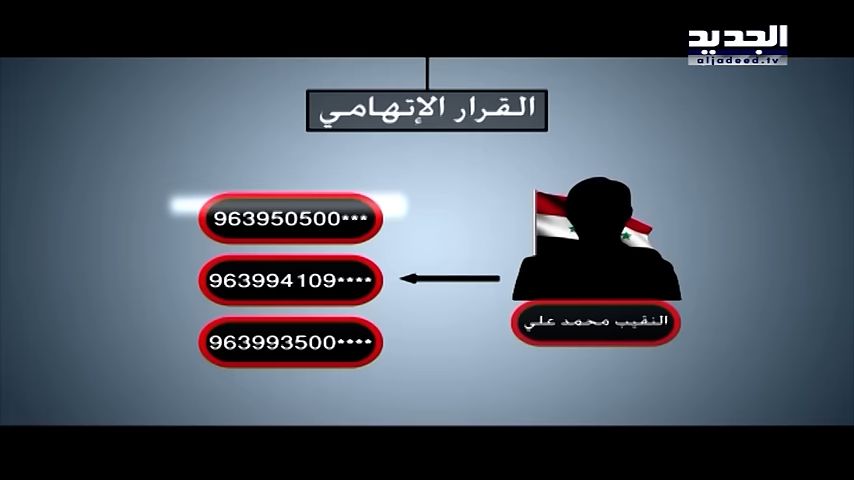 الجديد
aljadeed.tv
القرار الإتهامي
963950500***
963994109****
963993500****
النقيب محمد علي